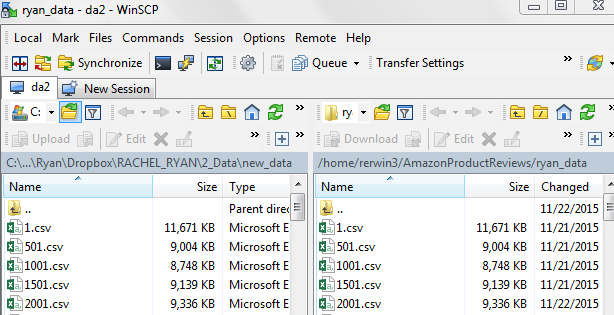 ryan_data - da2 - WinSCP
Local Mark Files Commands Session Options Remote Help
Synchronize Queue Transfer Settings
da2 New Session
C: ry
Upload Edit Download Edit
C:\...\Ryan\Dropbox\RACHEL_RYAN\2_Data\new_data /home/rerwin3/AmazonProductReviews/ryan_data
Name Size Type Name Size Changed
.. Parent direc .. 11/22/2015
1.csv 11,671 KB Microsoft E 1.csv 11,671 KB 11/21/2015
501.csv 9,004 KB Microsoft E 501.csv 9,004 KB 11/21/2015
1001.csv 8,748 KB Microsoft E 1001.csv 8,748 KB 11/21/2015
1501.csv 9,139 KB Microsoft E 1501.csv 9,139 KB 11/21/2015
2001.csv 9,336 KB Microsoft E 2001.csv 9,336 KB 11/22/2015